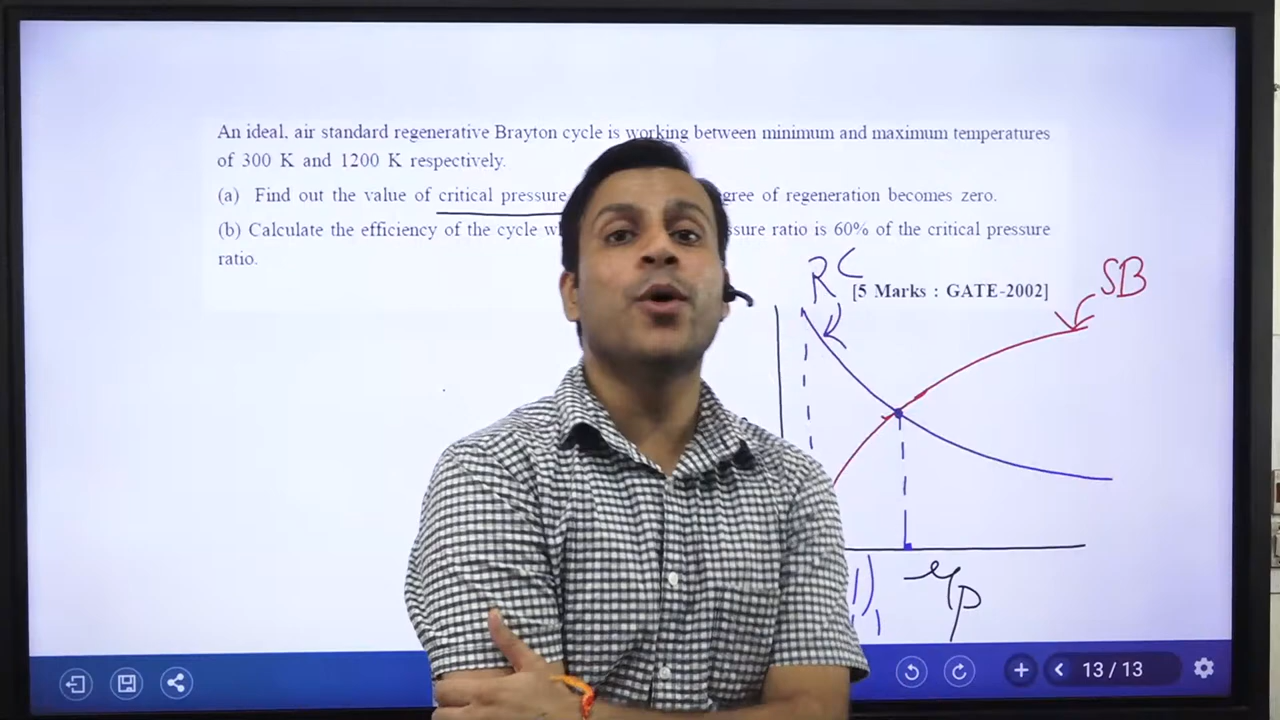 An ideal, air standard regenerative Brayton cycle is working between minimum and maximum temperatures
of 300 K and 1200 K respectively.
(a) Find out the value of critical pressure gree of regeneration becomes zero.
(b) Calculate the efficiency of the cycle ssure ratio is 60% of the critical pressure
ratio.
RC
[5 Marks : GATE-2002]
SB
1)
rp
13 / 13